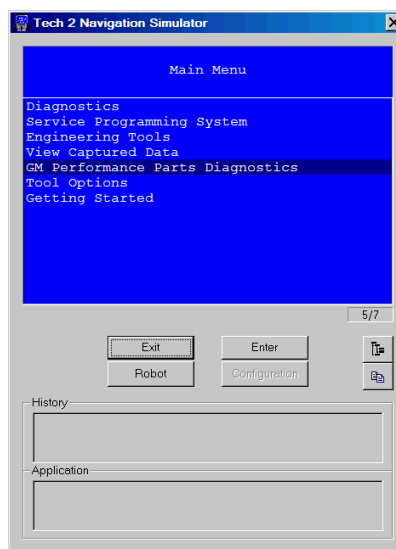 Tech 2 Navigation Simulator
Main Menu
Diagnostics
Service Programming System
Engineering Tools
View Captured Data
GM Performance Parts Diagnostics
Tool Options
Getting Started
5/7
Exit Enter
Robot Configuration
History
Application